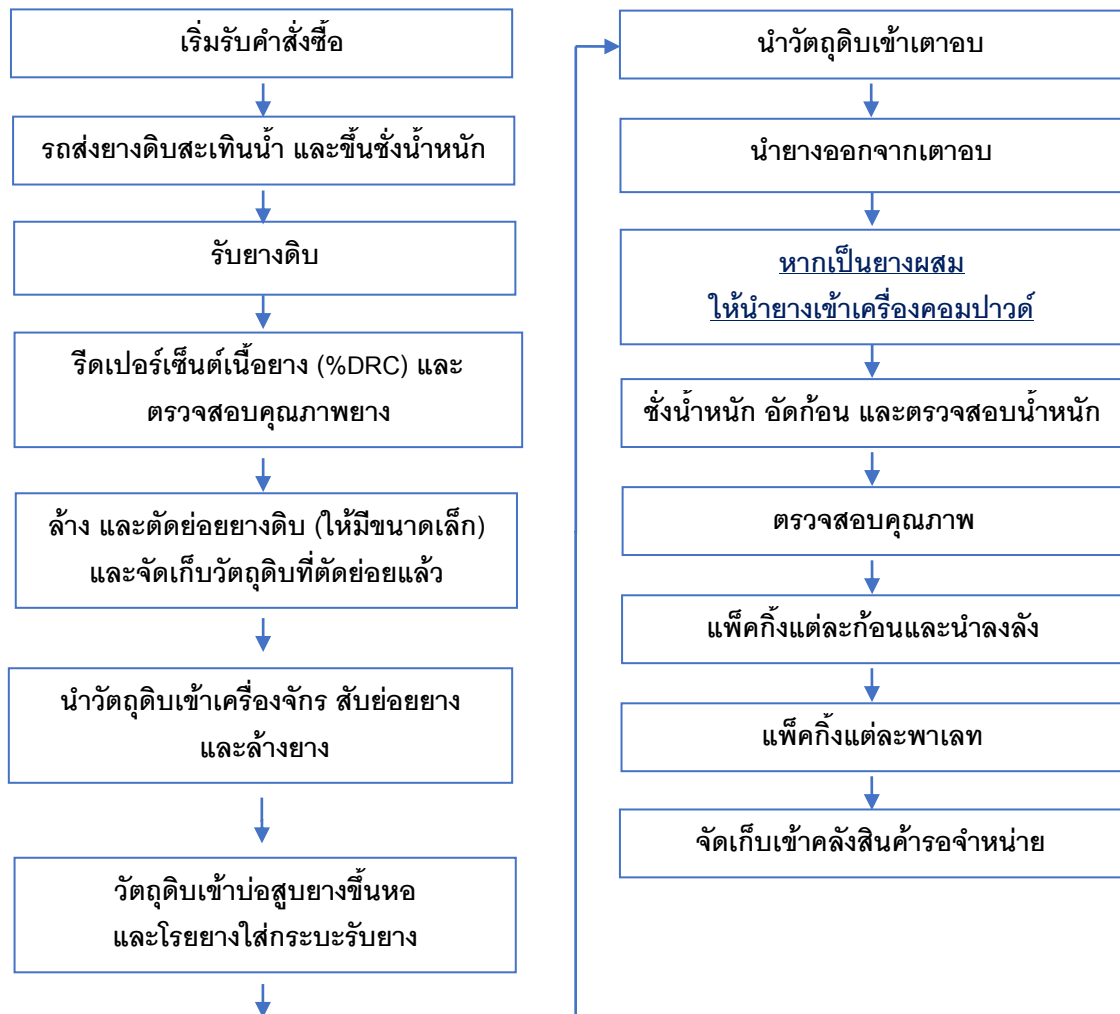 เริ่มรับคำสั่งซื้อ
รถส่งยางดิบสะเทินน้ำ และขึ้นชั่งน้ำหนัก
รับยางดิบ
รีดเปอร์เซ็นต์เนื้อยาง (%DRC) และ
ตรวจสอบคุณภาพยาง
ล้าง และตัดย่อยยางดิบ (ให้มีขนาดเล็ก)
และจัดเก็บวัตถุดิบที่ตัดย่อยแล้ว
นำวัตถุดิบเข้าเครื่องจักร สับย่อยยาง
และล้างยาง
วัตถุดิบเข้าบ่อสูบยางขึ้นหอ
และโรยยางใส่กระบะรับยาง
นำวัตถุดิบเข้าเตาอบ
นำยางออกจากเตาอบ
หากเป็นยางผสม
ให้นำยางเข้าเครื่องคอมปาวด์
ชั่งน้ำหนัก อัดก้อน และตรวจสอบน้ำหนัก
ตรวจสอบคุณภาพ
แพ็คกิ้งแต่ละก้อนและนำลงลัง
แพ็คกิ้งแต่ละพาเลท
จัดเก็บเข้าคลังสินค้ารอจำหน่าย